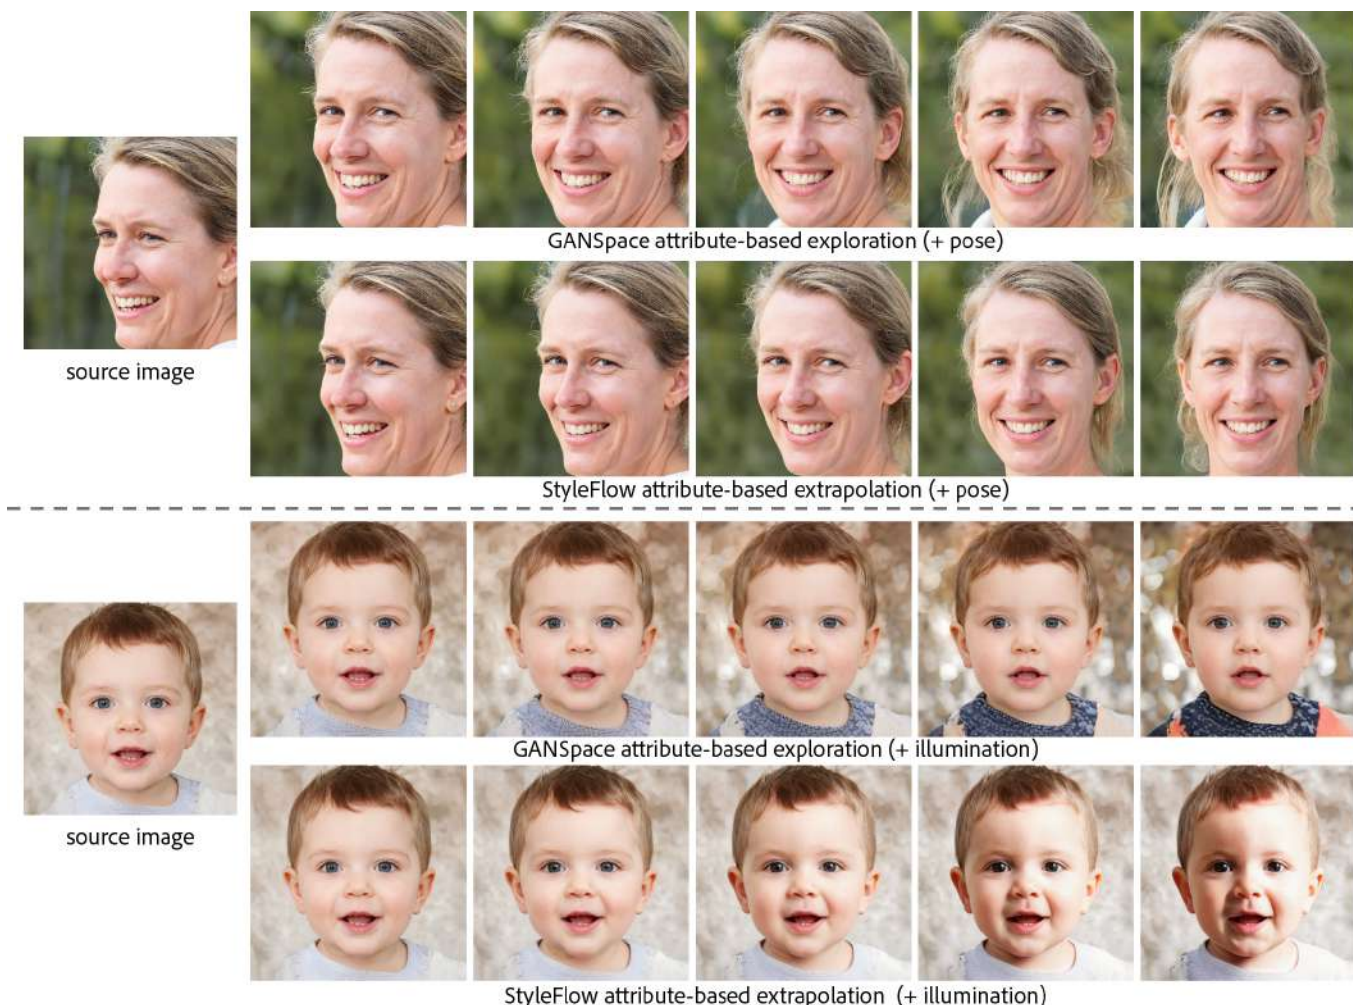 GANSpace attribute-based exploration (+ pose)
source image
StyleFlow attribute-based extrapolation (+ pose)
GANSpace attribute-based exploration (+ illumination)
source image
StyleFlow attribute-based extrapolation (+ illumination)